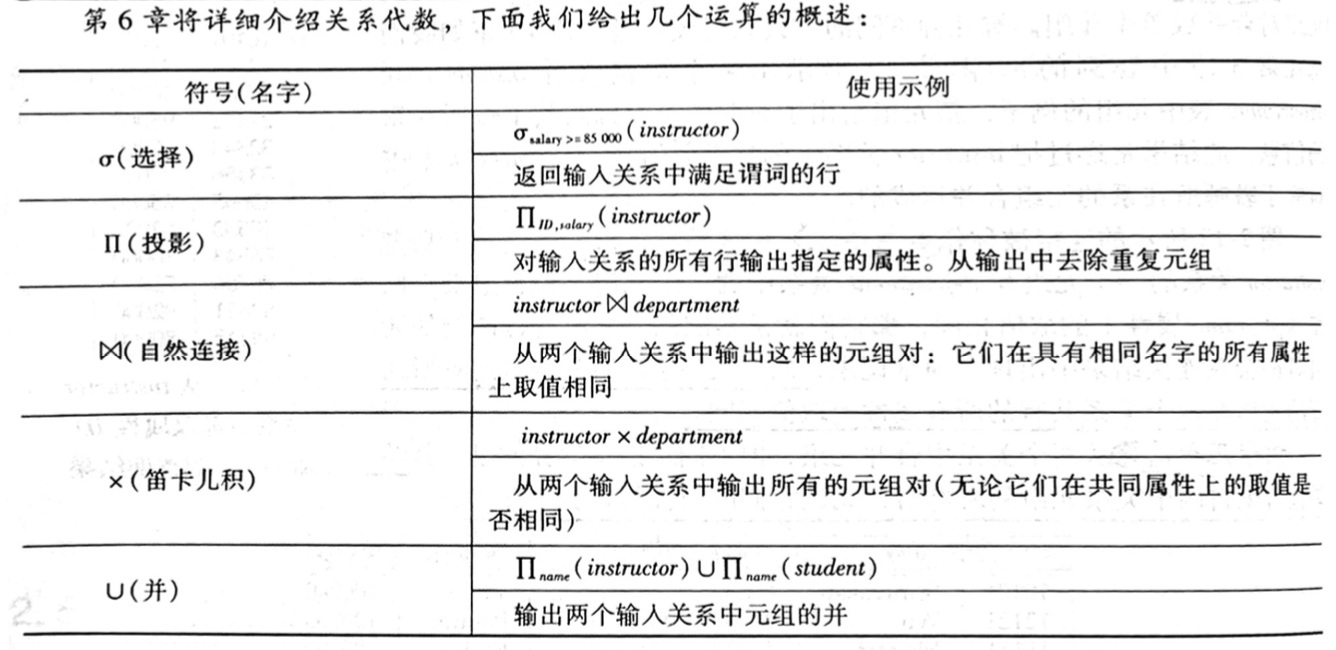 第 6 章将详细介绍关系代数，下面我们给出几个运算的概述：
符号(名字)
使用示例
σ(选择)
σsalary >= 85 000(instructor)
返回输入关系中满足谓词的行
Π(投影)
∏ID,salary(instructor)
对输入关系的所有行输出指定的属性。从输出中去除重复元组
⋈(自然连接)
instructor ⋈ department
从两个输入关系中输出这样的元组对：它们在具有相同名字的所有属性
上取值相同
×(笛卡儿积)
instructor × department
从两个输入关系中输出所有的元组对(无论它们在共同属性上的取值是
否相同)
∪(并)
∏name(instructor) ∪ ∏name(student)
输出两个输入关系中元组的并